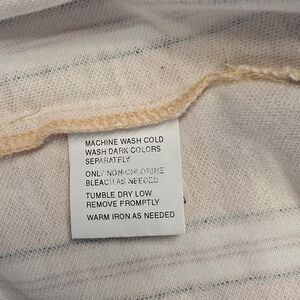 MACHINE WASH COLD
WASH DARK COLORS
SEPARATELY
ONLY NON-CHLORINE
BLEACH AS NEEDED
TUMBLE DRY LOW
REMOVE PROMPTLY
WARM IRON AS NEEDED